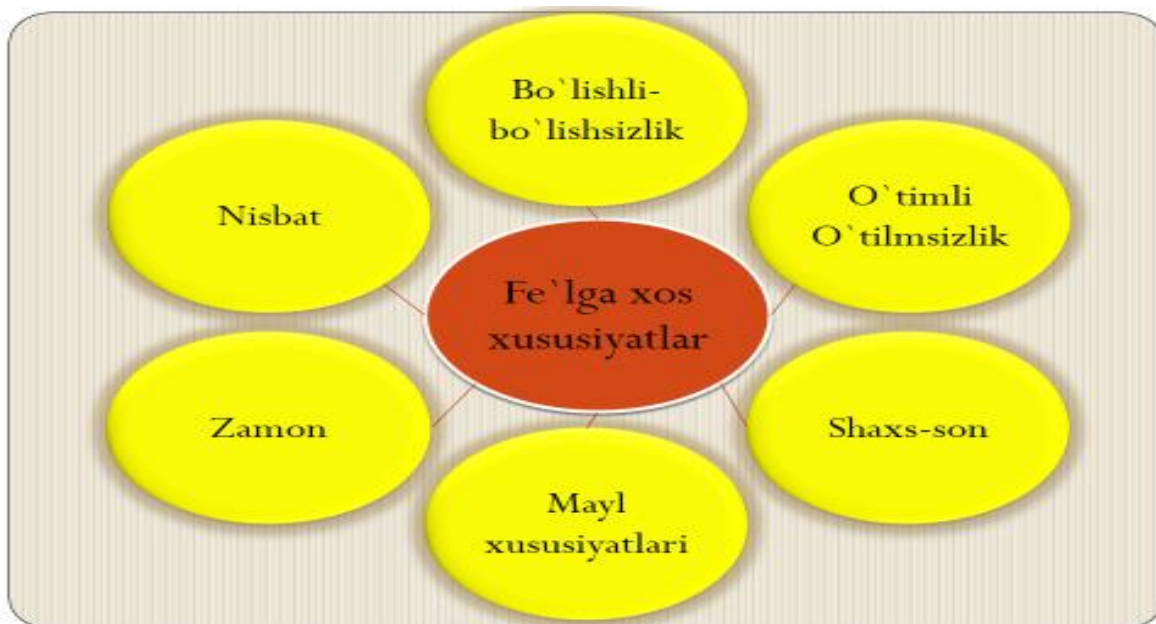 Bo`lishli-
bo`lishsizlik
Nisbat
O`timli
O`tilmsizlik
Fe`lga xos
xususiyatlar
Zamon
Shaxs-son
Mayl
xususiyatlari